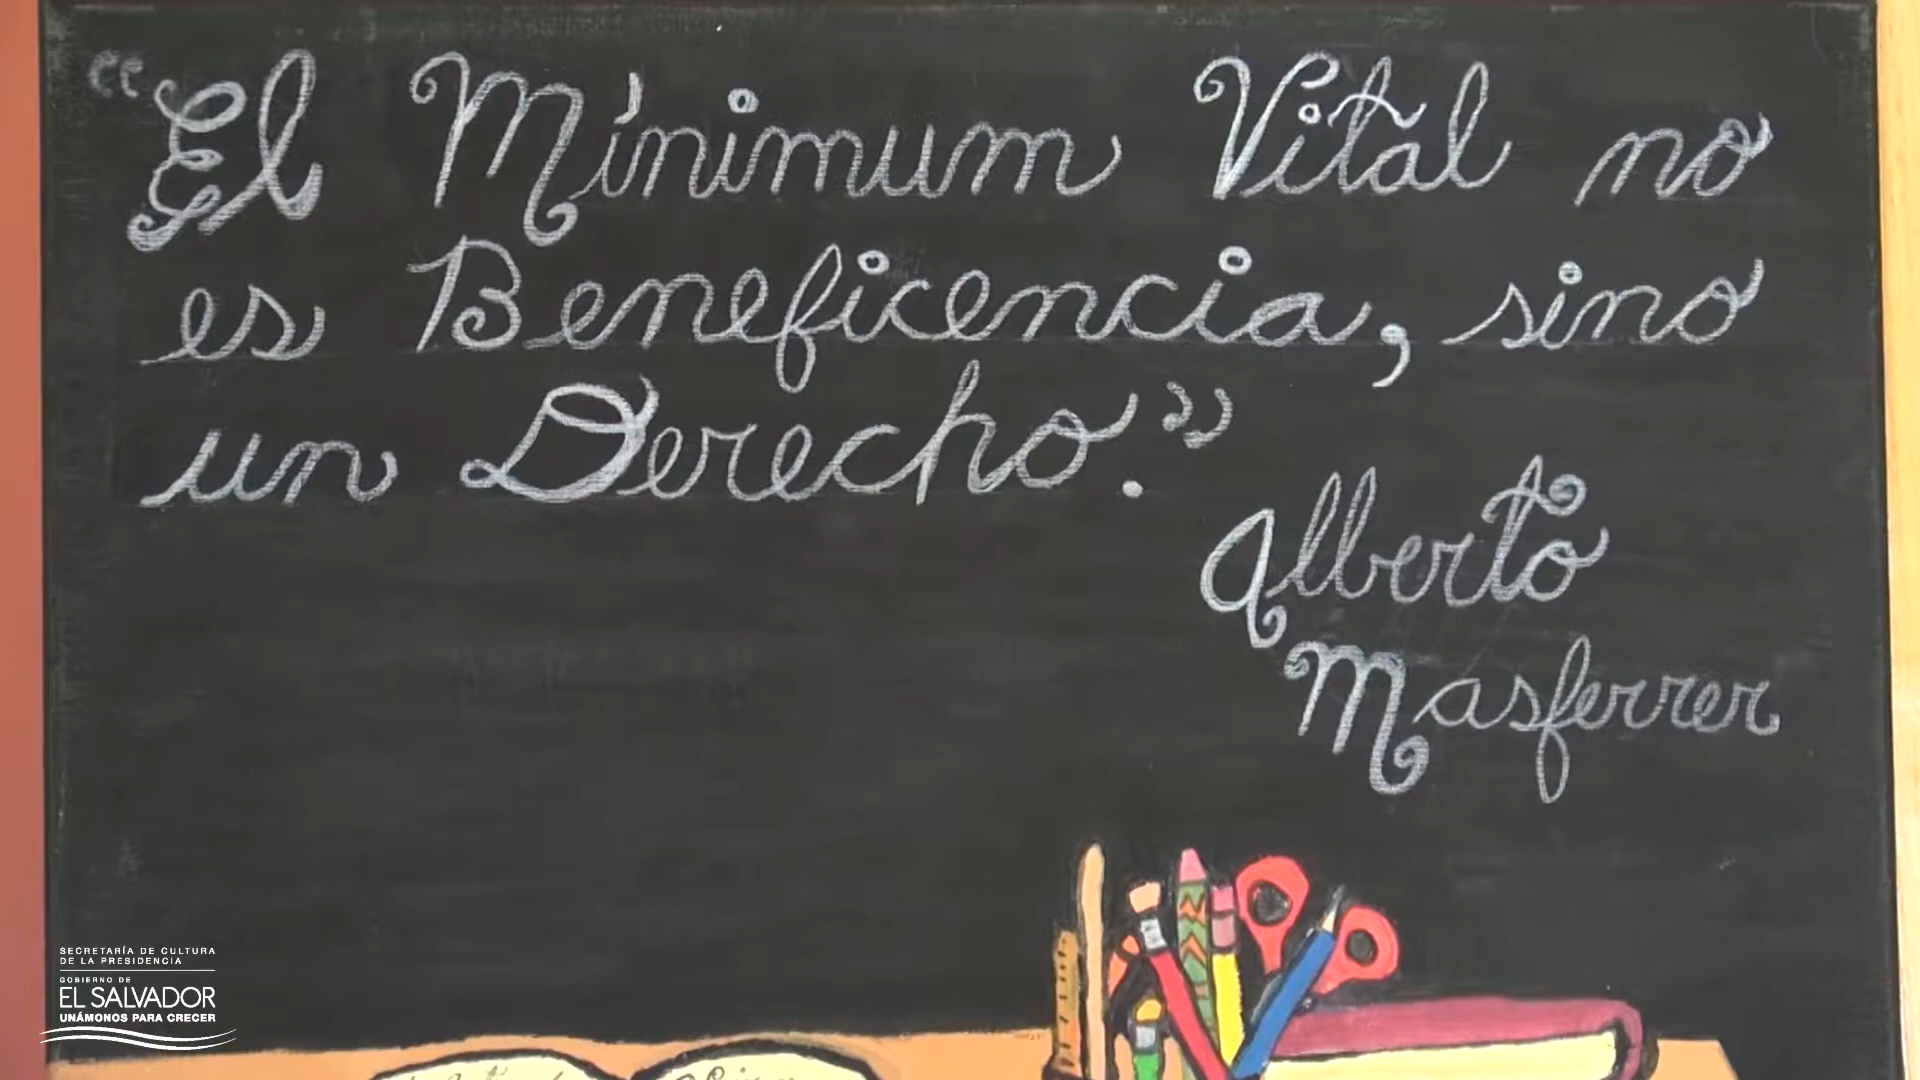 “El Mínimum Vital no
es Beneficencia, sino
un Derecho.”
Alberto
Masferrer
SECRETARÍA DE CULTURA
DE LA PRESIDENCIA
GOBIERNO DE
EL SALVADOR
UNÁMONOS PARA CRECER